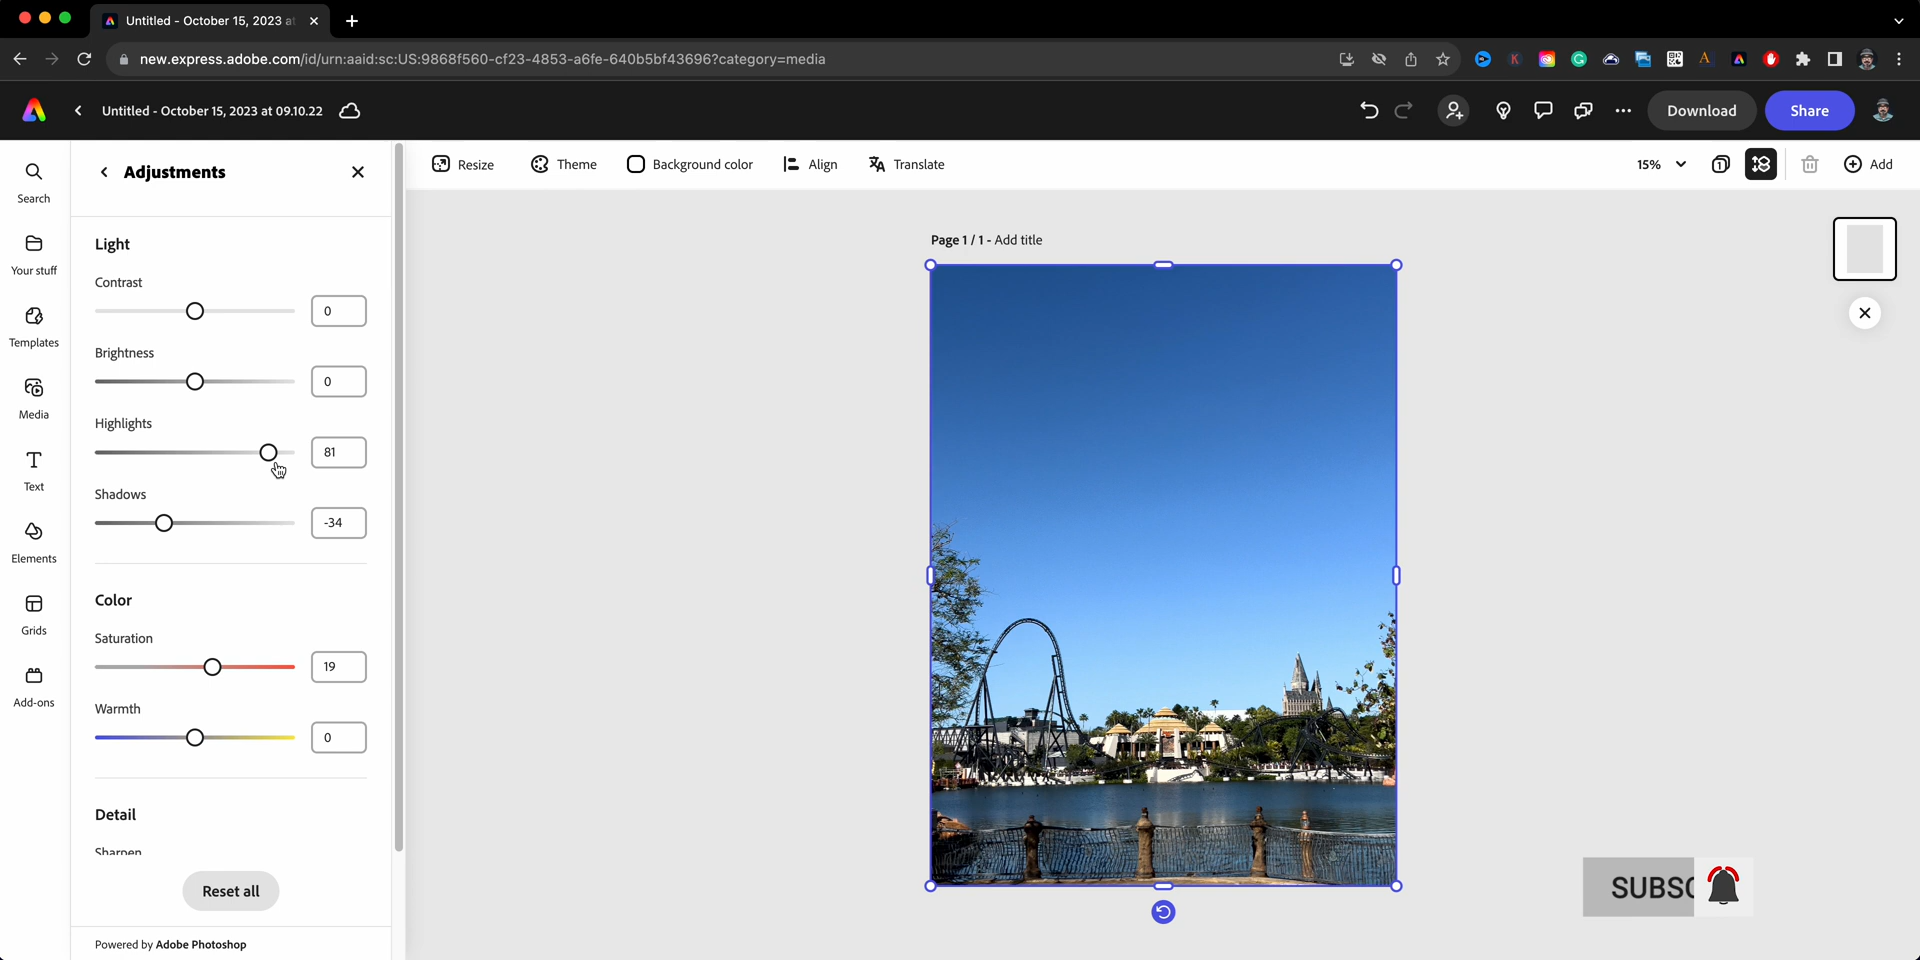 Untitled - October 15, 2023 at
new.express.adobe.com/id/urn:aaid:sc:US:9868f560-cf23-4853-a6fe-640b5bf43696?category=media
Untitled - October 15, 2023 at 09.10.22
Download
Share
Search
Your stuff
Templates
Media
Text
Elements
Grids
Add-ons
Adjustments
Light
Contrast
0
Brightness
0
Highlights
81
Shadows
-34
Color
Saturation
19
Warmth
0
Detail
Sharpen
Reset all
Powered by Adobe Photoshop
Resize
Theme
Background color
Align
Translate
15%
1
Add
Page 1 / 1 - Add title
SUBSC